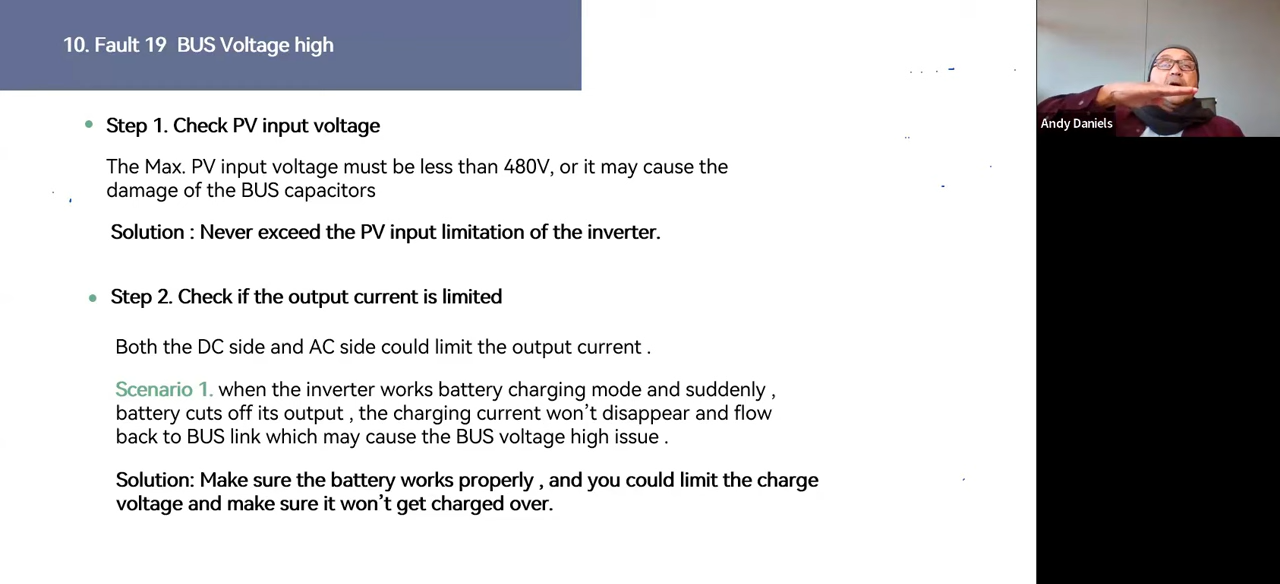 10. Fault 19 BUS Voltage high
Step 1. Check PV input voltage
The Max. PV input voltage must be less than 480V, or it may cause the
damage of the BUS capacitors
Solution : Never exceed the PV input limitation of the inverter.
Step 2. Check if the output current is limited
Both the DC side and AC side could limit the output current .
Scenario 1. when the inverter works battery charging mode and suddenly ,
battery cuts off its output , the charging current won't disappear and flow
back to BUS link which may cause the BUS voltage high issue .
Solution: Make sure the battery works properly , and you could limit the charge
voltage and make sure it won't get charged over.
Andy Daniels